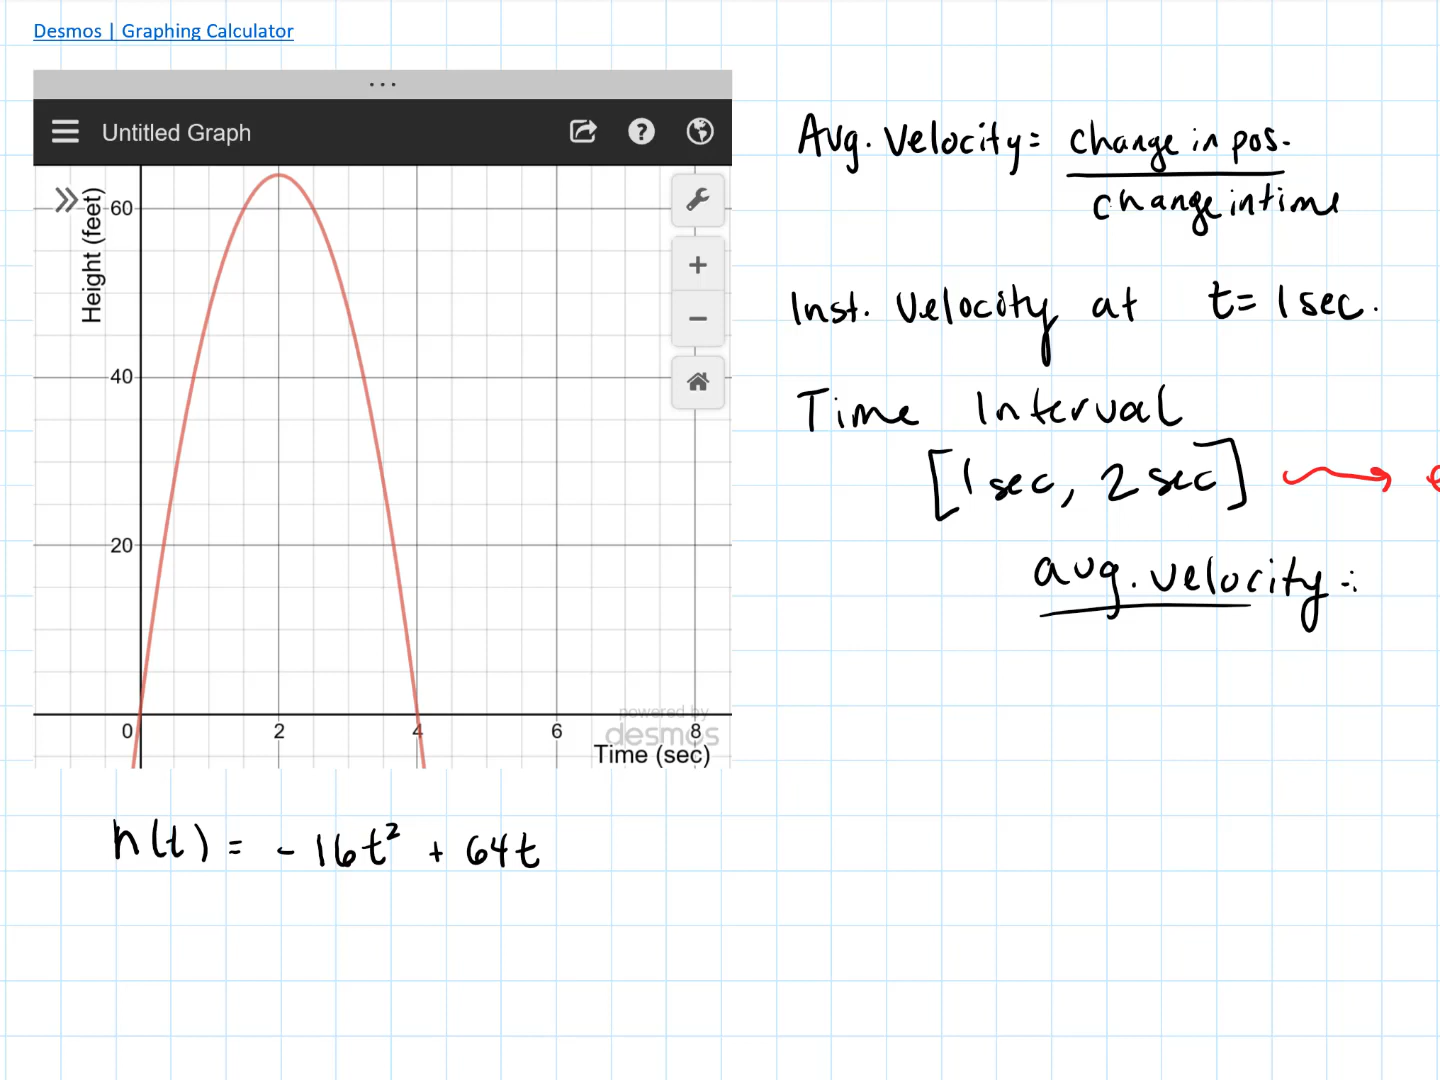 Desmos | Graphing Calculator
...
Untitled Graph
Height (feet)
60
40
20
0 2 4 6 8
powered by
desmos
Time (sec)
h(t) = -16t² + 64t
Avg. Velocity = change in pos.
change in time
Inst. Velocity at t = 1 sec.
Time Interval
[1 sec, 2 sec]
avg. velocity =